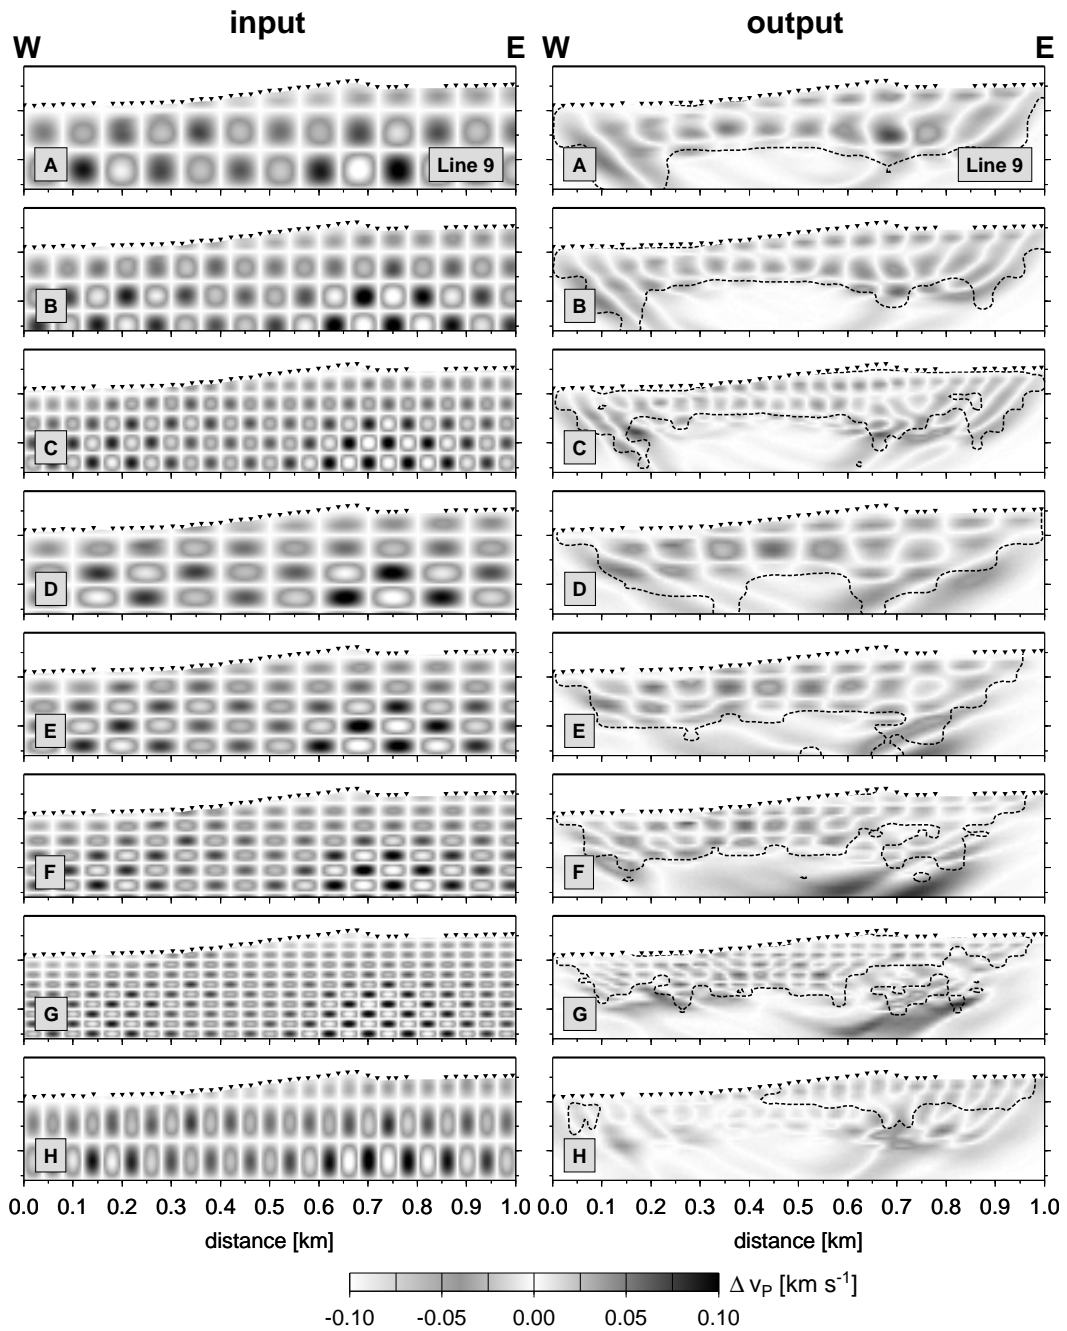 input output
W E W E
A Line 9 A Line 9
B B
C C
D D
E E
F F
G G
H H
0.0 0.1 0.2 0.3 0.4 0.5 0.6 0.7 0.8 0.9 1.0 0.0 0.1 0.2 0.3 0.4 0.5 0.6 0.7 0.8 0.9 1.0
distance [km] distance [km]
Δ vP [km s-1]
-0.10 -0.05 0.00 0.05 0.10